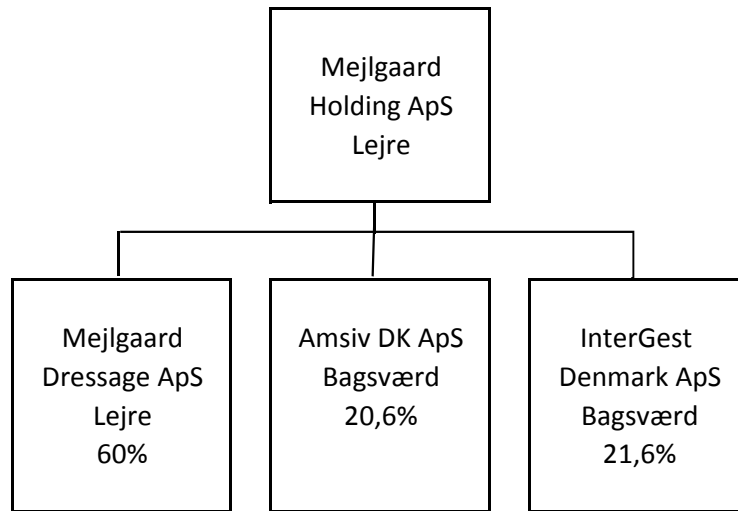 Mejlgaard
Holding ApS
Lejre
Mejlgaard
Dressage ApS
Lejre
60%
Amsiv DK ApS
Bagsværd
20,6%
InterGest
Denmark ApS
Bagsværd
21,6%